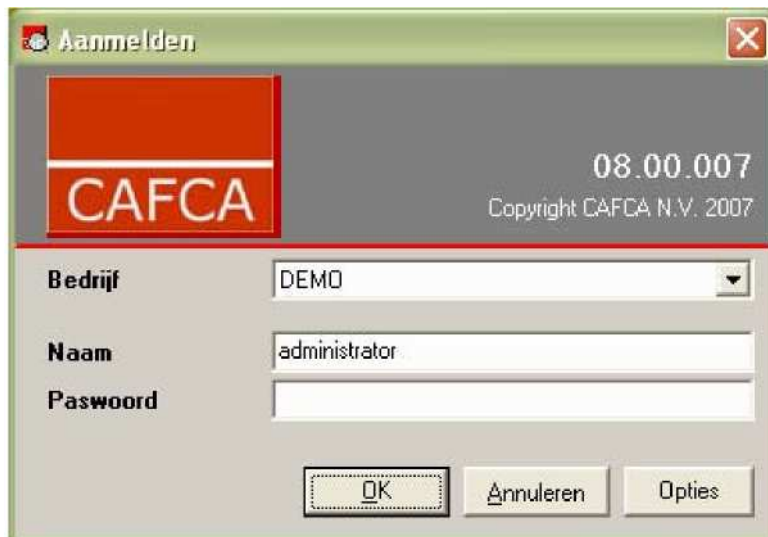 Aanmelden
CAFCA
08.00.007
Copyright CAFCA N.V. 2007
Bedrijf DEMO
Naam administrator
Paswoord
OK Annuleren Opties